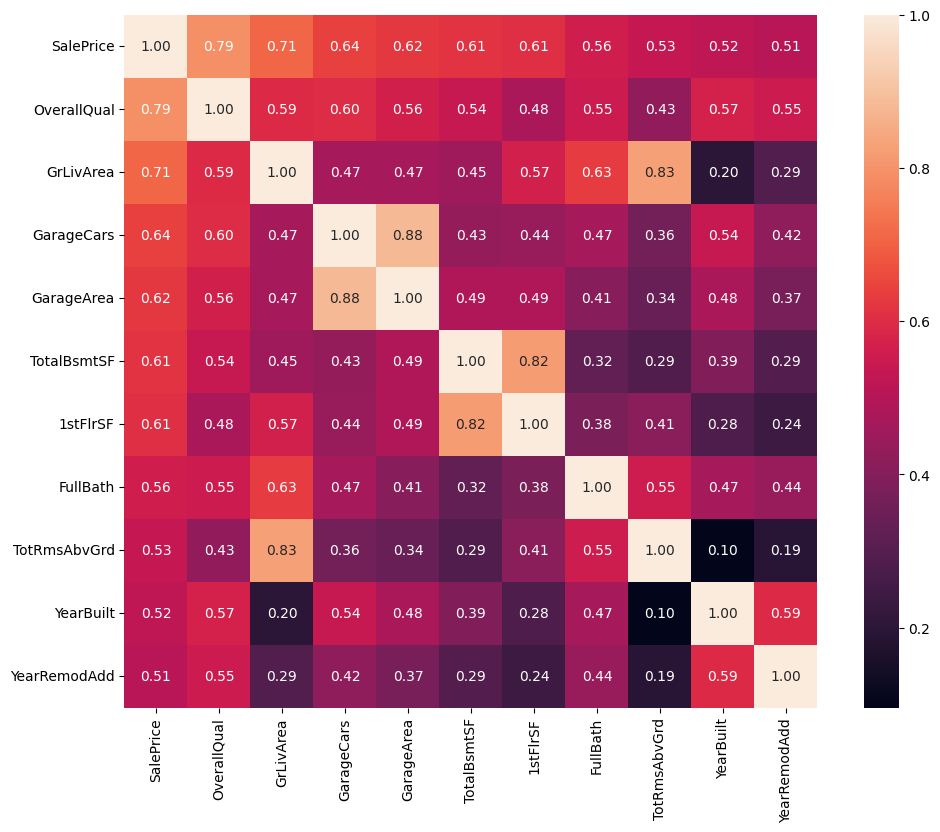 SalePrice 1.00 0.79 0.71 0.64 0.62 0.61 0.61 0.56 0.53 0.52 0.51
OverallQual 0.79 1.00 0.59 0.60 0.56 0.54 0.48 0.55 0.43 0.57 0.55
GrLivArea 0.71 0.59 1.00 0.47 0.47 0.45 0.57 0.63 0.83 0.20 0.29
GarageCars 0.64 0.60 0.47 1.00 0.88 0.43 0.44 0.47 0.36 0.54 0.42
GarageArea 0.62 0.56 0.47 0.88 1.00 0.49 0.49 0.41 0.34 0.48 0.37
TotalBsmtSF 0.61 0.54 0.45 0.43 0.49 1.00 0.82 0.32 0.29 0.39 0.29
1stFlrSF 0.61 0.48 0.57 0.44 0.49 0.82 1.00 0.38 0.41 0.28 0.24
FullBath 0.56 0.55 0.63 0.47 0.41 0.32 0.38 1.00 0.55 0.47 0.44
TotRmsAbvGrd 0.53 0.43 0.83 0.36 0.34 0.29 0.41 0.55 1.00 0.10 0.19
YearBuilt 0.52 0.57 0.20 0.54 0.48 0.39 0.28 0.47 0.10 1.00 0.59
YearRemodAdd 0.51 0.55 0.29 0.42 0.37 0.29 0.24 0.44 0.19 0.59 1.00
SalePrice
OverallQual
GrLivArea
GarageCars
GarageArea
TotalBsmtSF
1stFlrSF
FullBath
TotRmsAbvGrd
YearBuilt
YearRemodAdd
1.0
0.8
0.6
0.4
0.2